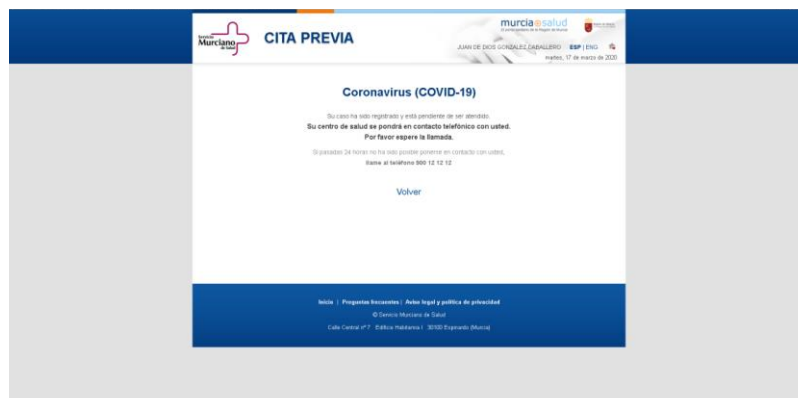 Servicio
Murciano
de Salud
CITA PREVIA
murciasalud
JUAN DE DIOS GONZALEZ CABALLERO ESP | ENG
martes, 17 de marzo de 2020
Coronavirus (COVID-19)
Su caso ha sido registrado y está pendiente de ser atendido.
Su centro de salud se pondrá en contacto telefónico con usted.
Por favor espere la llamada.
Si pasadas 24 horas no ha sido posible ponerse en contacto con usted,
llame al teléfono 900 12 12 12
Volver
Inicio | Preguntas frecuentes | Aviso legal y política de privacidad
© Servicio Murciano de Salud
Calle Central nº 7 Edificio Habitamia I 30100 Espinardo (Murcia)